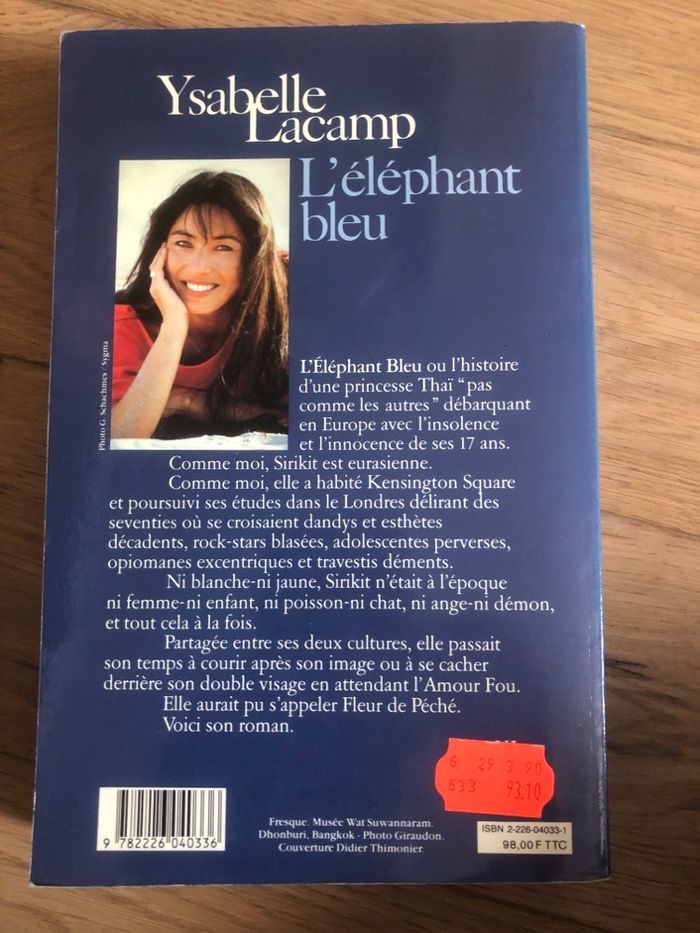 Ysabelle
Lacamp
L'éléphant
bleu
Photo G. Schachmes / Sygma
L'Éléphant Bleu ou l'histoire
d'une princesse Thaï "pas
comme les autres" débarquant
en Europe avec l'insolence
et l'innocence de ses 17 ans.
Comme moi, Sirikit est eurasienne.
Comme moi, elle a habité Kensington Square
et poursuivi ses études dans le Londres délirant des
seventies où se croisaient dandys et esthètes
décadents, rock-stars blasées, adolescentes perverses,
opiomanes excentriques et travestis déments.
Ni blanche-ni jaune, Sirikit n'était à l'époque
ni femme-ni enfant, ni poisson-ni chat, ni ange-ni démon,
et tout cela à la fois.
Partagée entre ses deux cultures, elle passait
son temps à courir après son image ou à se cacher
derrière son double visage en attendant l'Amour Fou.
Elle aurait pu s'appeler Fleur de Péché.
Voici son roman.
6 29 3 90
633 93.10
9 782226 040336
Fresque. Musée Wat Suwannaram.
Dhonburi, Bangkok - Photo Giraudon.
Couverture Didier Thimonier.
ISBN 2-226-04033-1
98,00 F TTC